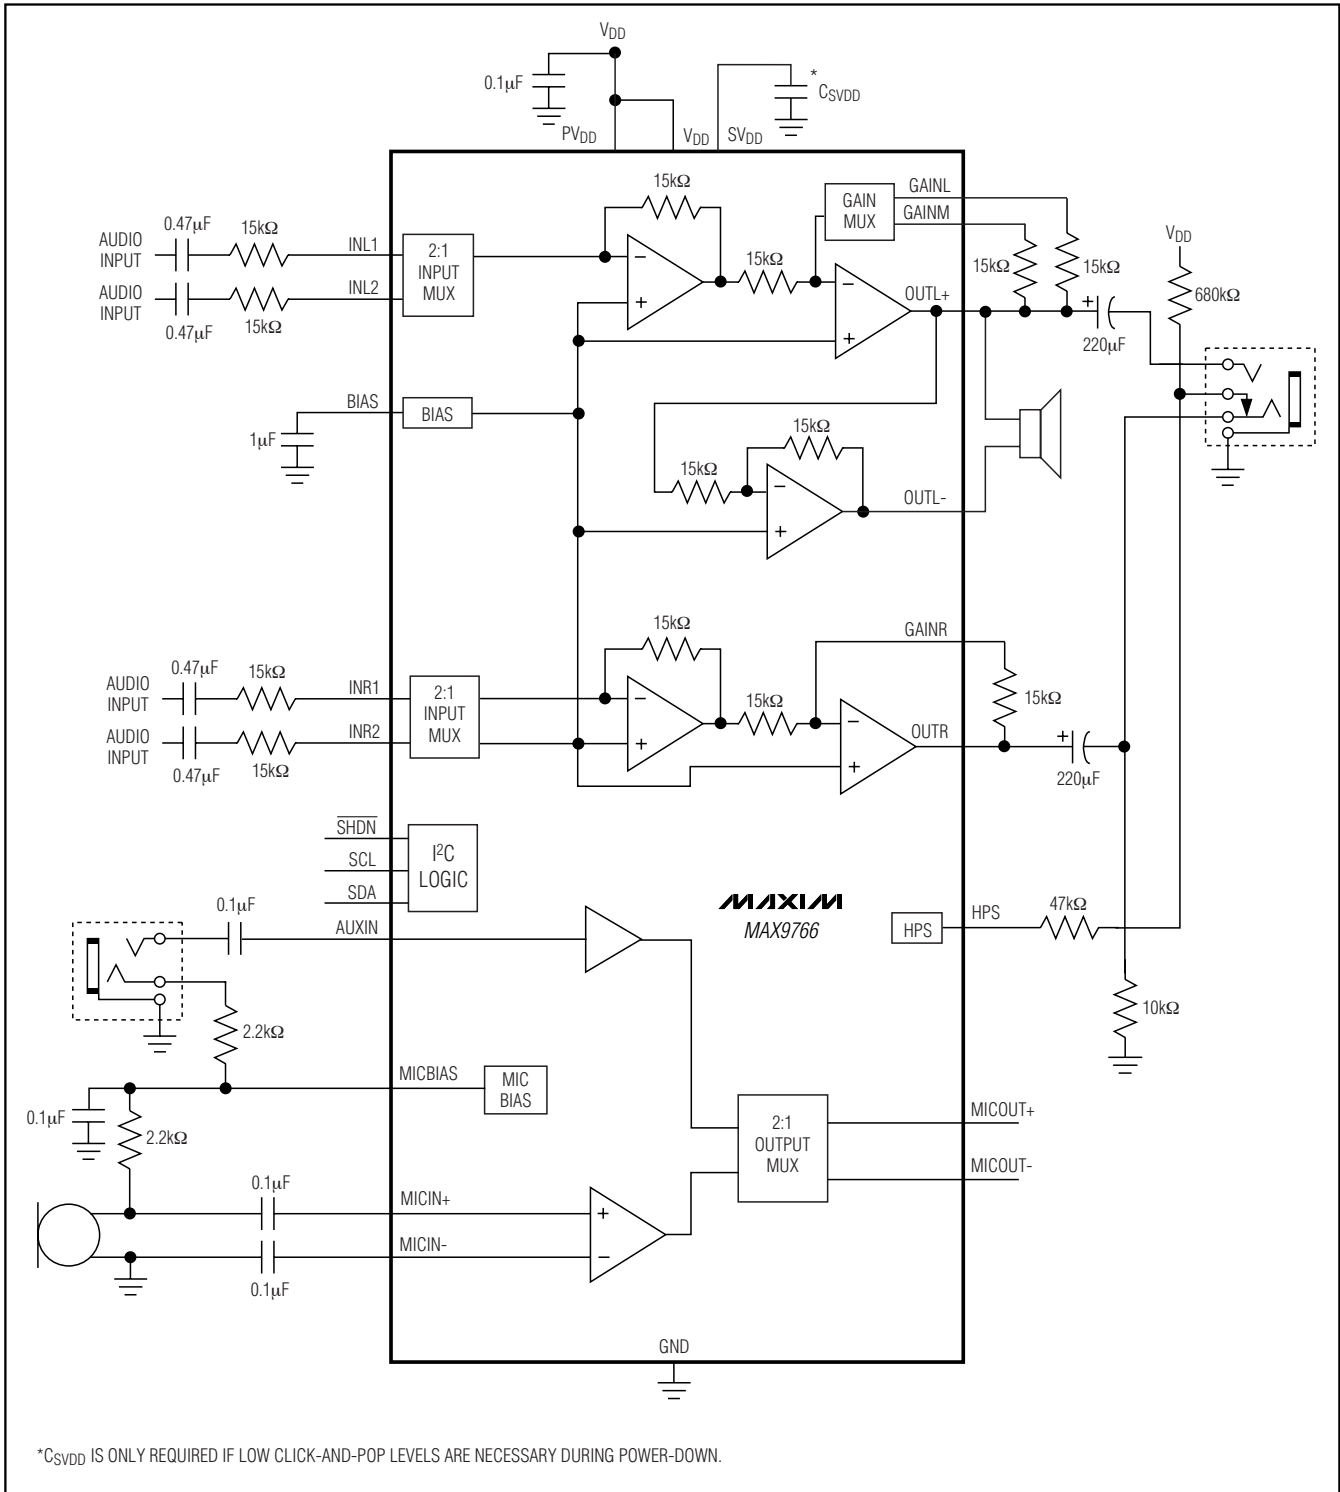 VDD
0.1µF
*
CSVDD
PVDD
VDD
SVDD
15kΩ
GAIN
MUX
GAINL
GAINM
0.47µF
15kΩ
AUDIO
INPUT
INL1
2:1
INPUT
MUX
15kΩ
15kΩ
15kΩ
VDD
680kΩ
AUDIO
INPUT
INL2
0.47µF
15kΩ
−
+
−
+
OUTL+
+
220µF
BIAS
BIAS
1µF
15kΩ
15kΩ
−
+
OUTL-
15kΩ
GAINR
0.47µF
15kΩ
AUDIO
INPUT
INR1
2:1
INPUT
MUX
15kΩ
15kΩ
AUDIO
INPUT
INR2
0.47µF
15kΩ
−
+
−
+
OUTR
+
220µF
SHDN
SCL
SDA
I²C
LOGIC
MAXIM
MAX9766
HPS
HPS
47kΩ
0.1µF
AUXIN
10kΩ
2.2kΩ
MICBIAS
MIC
BIAS
0.1µF
2.2kΩ
2:1
OUTPUT
MUX
MICOUT+
MICOUT-
0.1µF
MICIN+
+
−
MICIN-
0.1µF
GND
*CSVDD IS ONLY REQUIRED IF LOW CLICK-AND-POP LEVELS ARE NECESSARY DURING POWER-DOWN.